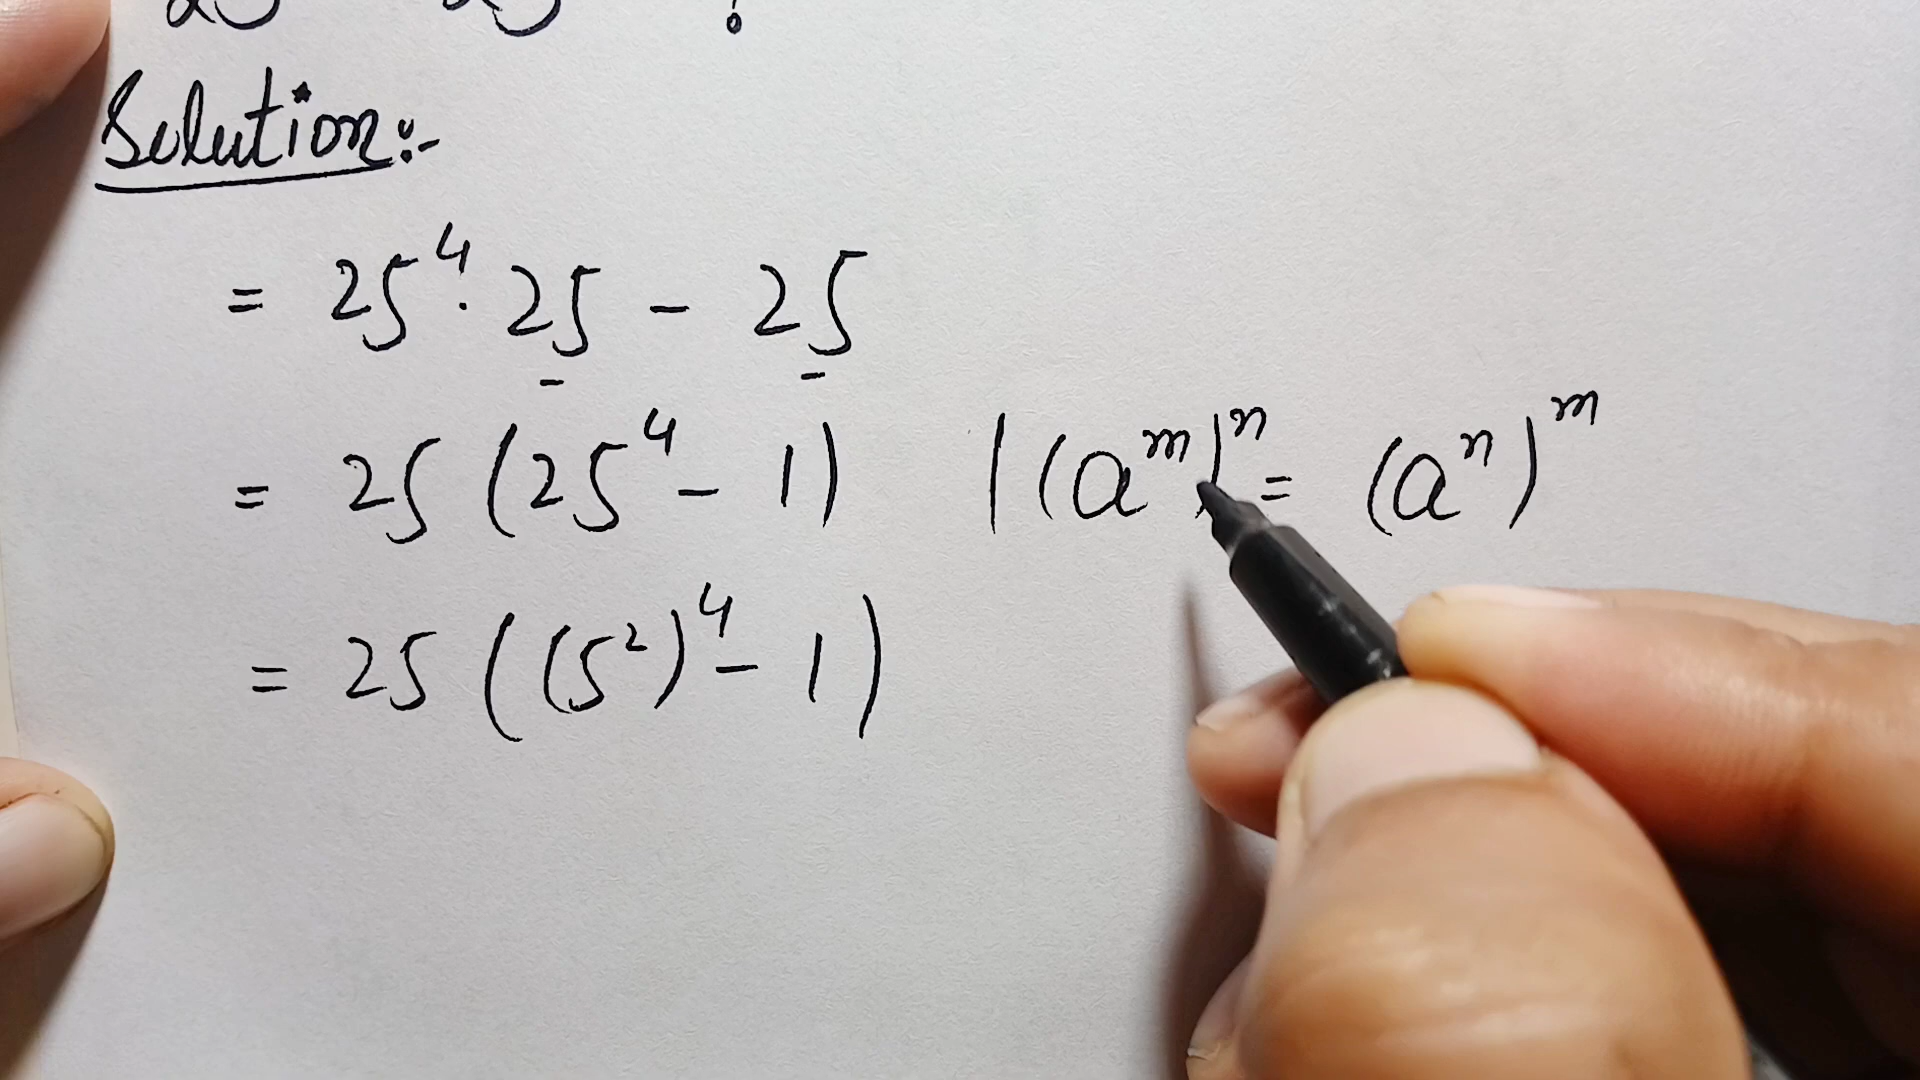 Solution:-
= 25⁴ · 25 - 25
= 25 (25⁴ - 1) | (aᵐ)ⁿ = (aⁿ)ᵐ
= 25 ((5²)⁴ - 1)